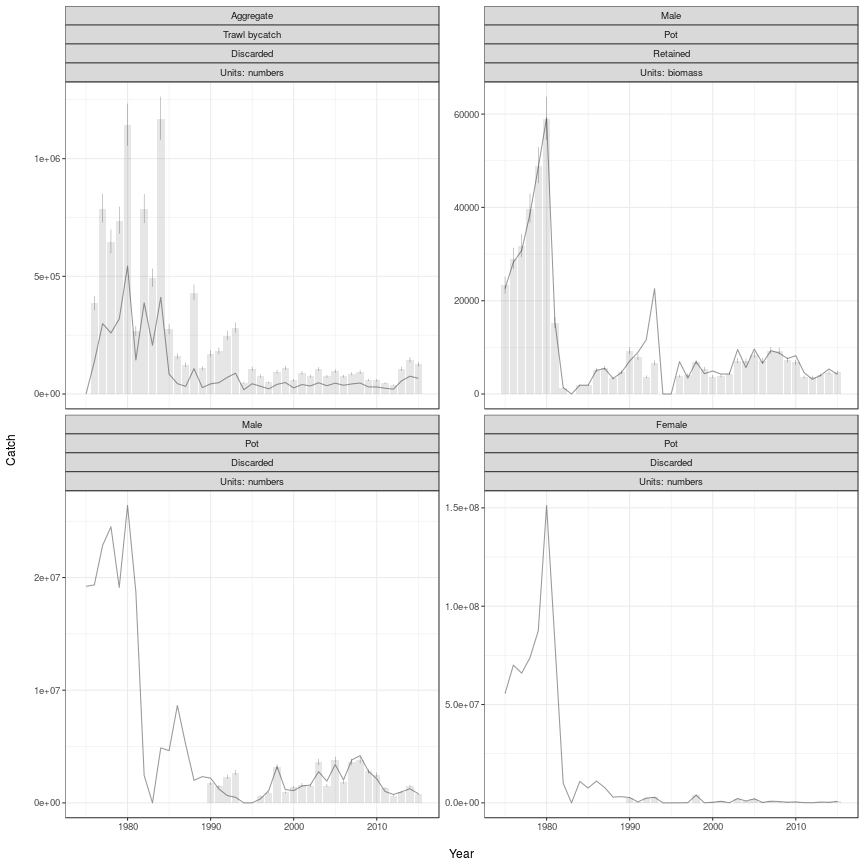 Aggregate
Trawl bycatch
Discarded
Units: numbers
Male
Pot
Retained
Units: biomass
1e+06
5e+05
0e+00
60000
40000
20000
0
Male
Pot
Discarded
Units: numbers
Female
Pot
Discarded
Units: numbers
2e+07
1e+07
0e+00
1.5e+08
1.0e+08
5.0e+07
0.0e+00
1980 1990 2000 2010
1980 1990 2000 2010
Catch
Year